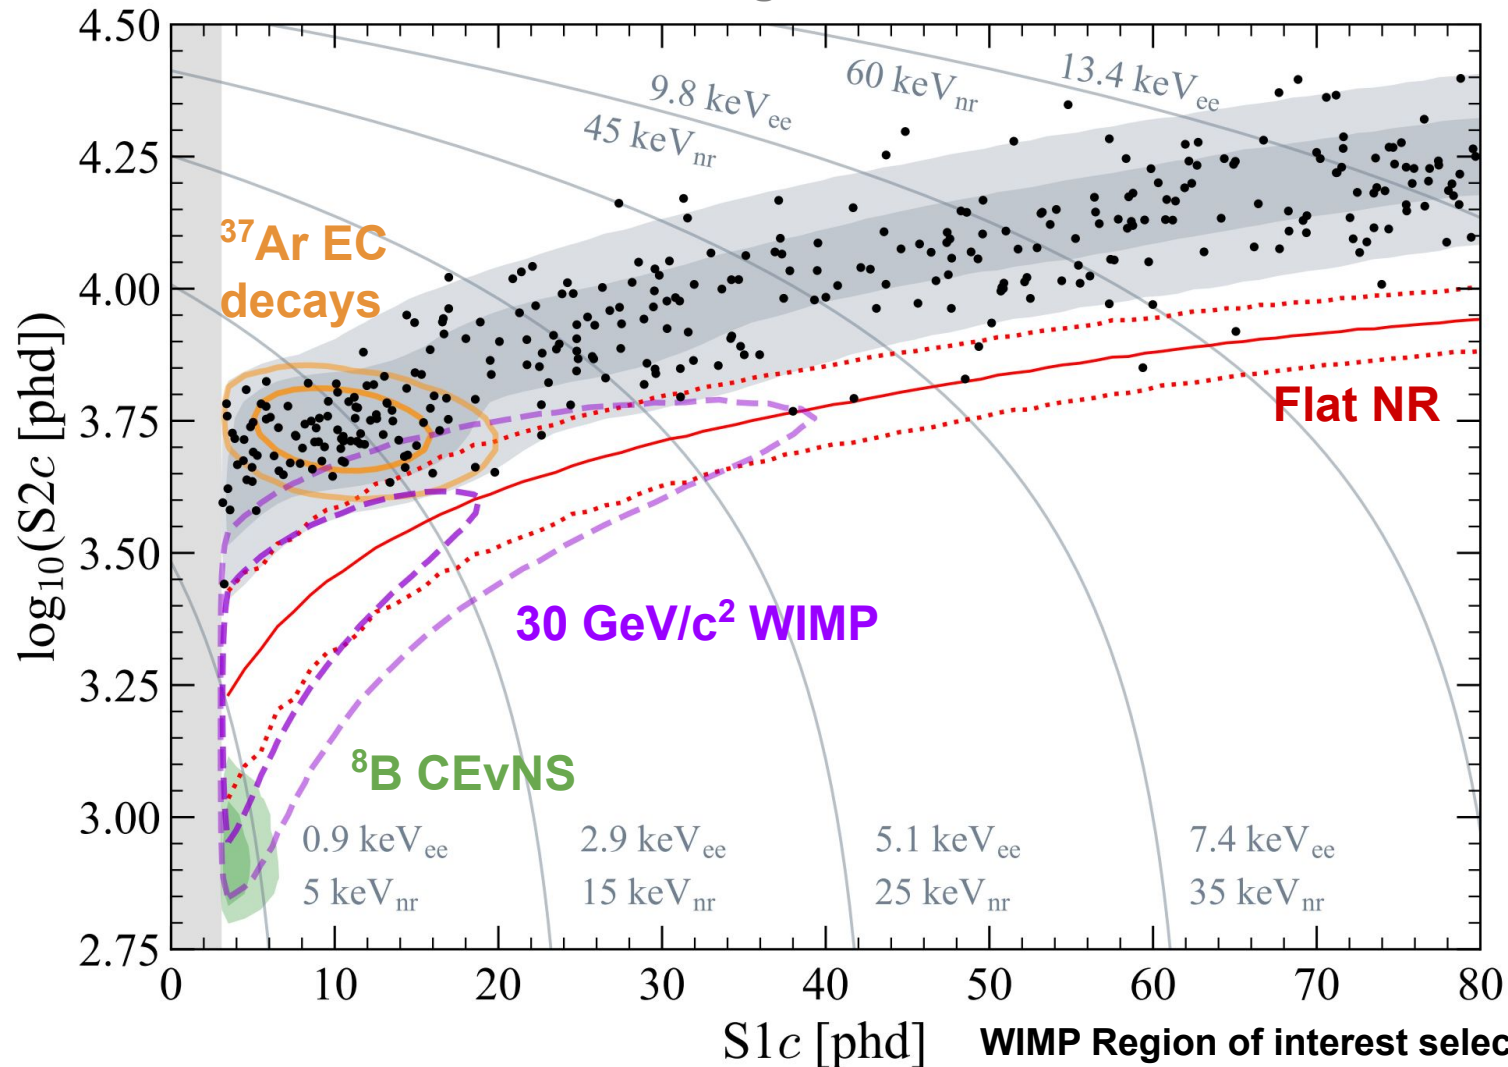 4.50
4.25
4.00
3.75
3.50
3.25
3.00
2.75
log₁₀(S2c [phd])
9.8 keVee
45 keVnr
60 keVnr
13.4 keVee
³⁷Ar EC
decays
Flat NR
30 GeV/c² WIMP
⁸B CEvNS
0.9 keVee
5 keVnr
2.9 keVee
15 keVnr
5.1 keVee
25 keVnr
7.4 keVee
35 keVnr
0 10 20 30 40 50 60 70 80
S1c [phd]
WIMP Region of interest selec